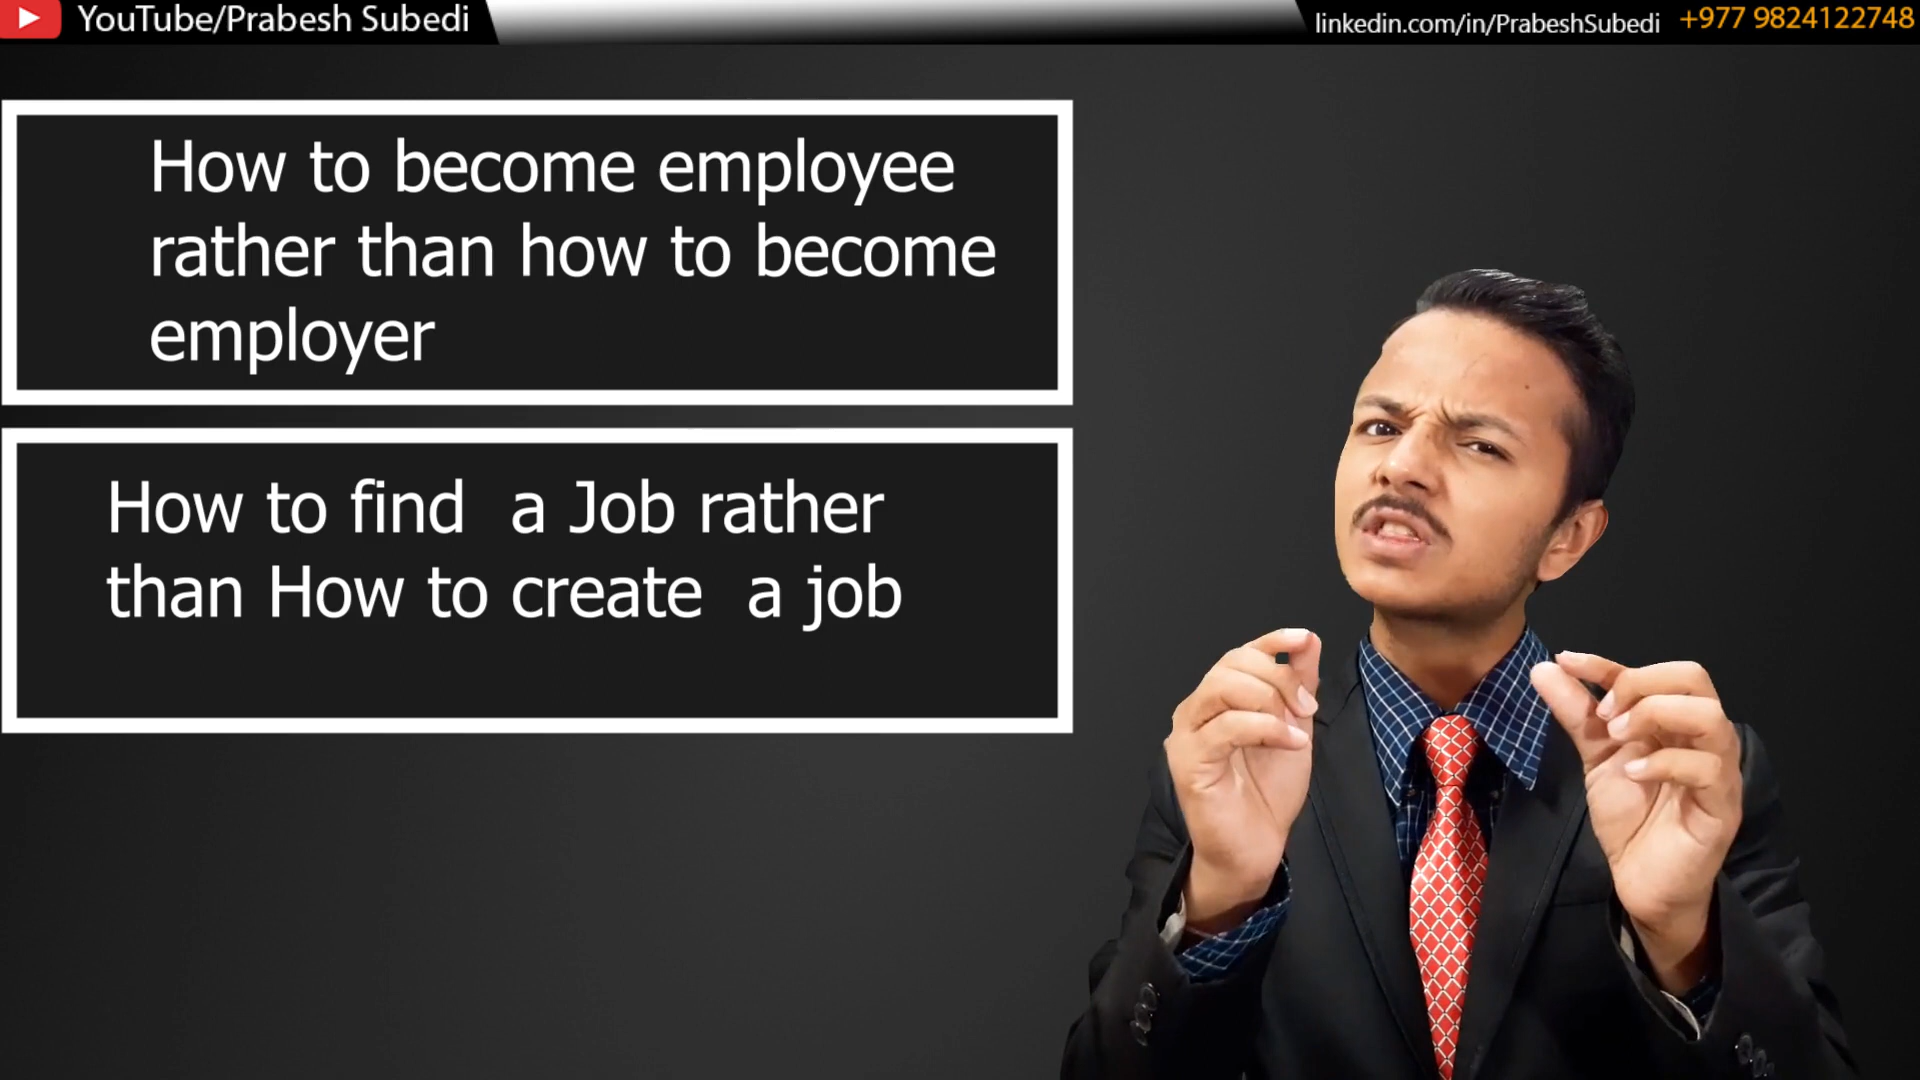 YouTube/Prabesh Subedi
linkedin.com/in/PrabeshSubedi
+977 9824122748
How to become employee
rather than how to become
employer
How to find a Job rather
than How to create a job